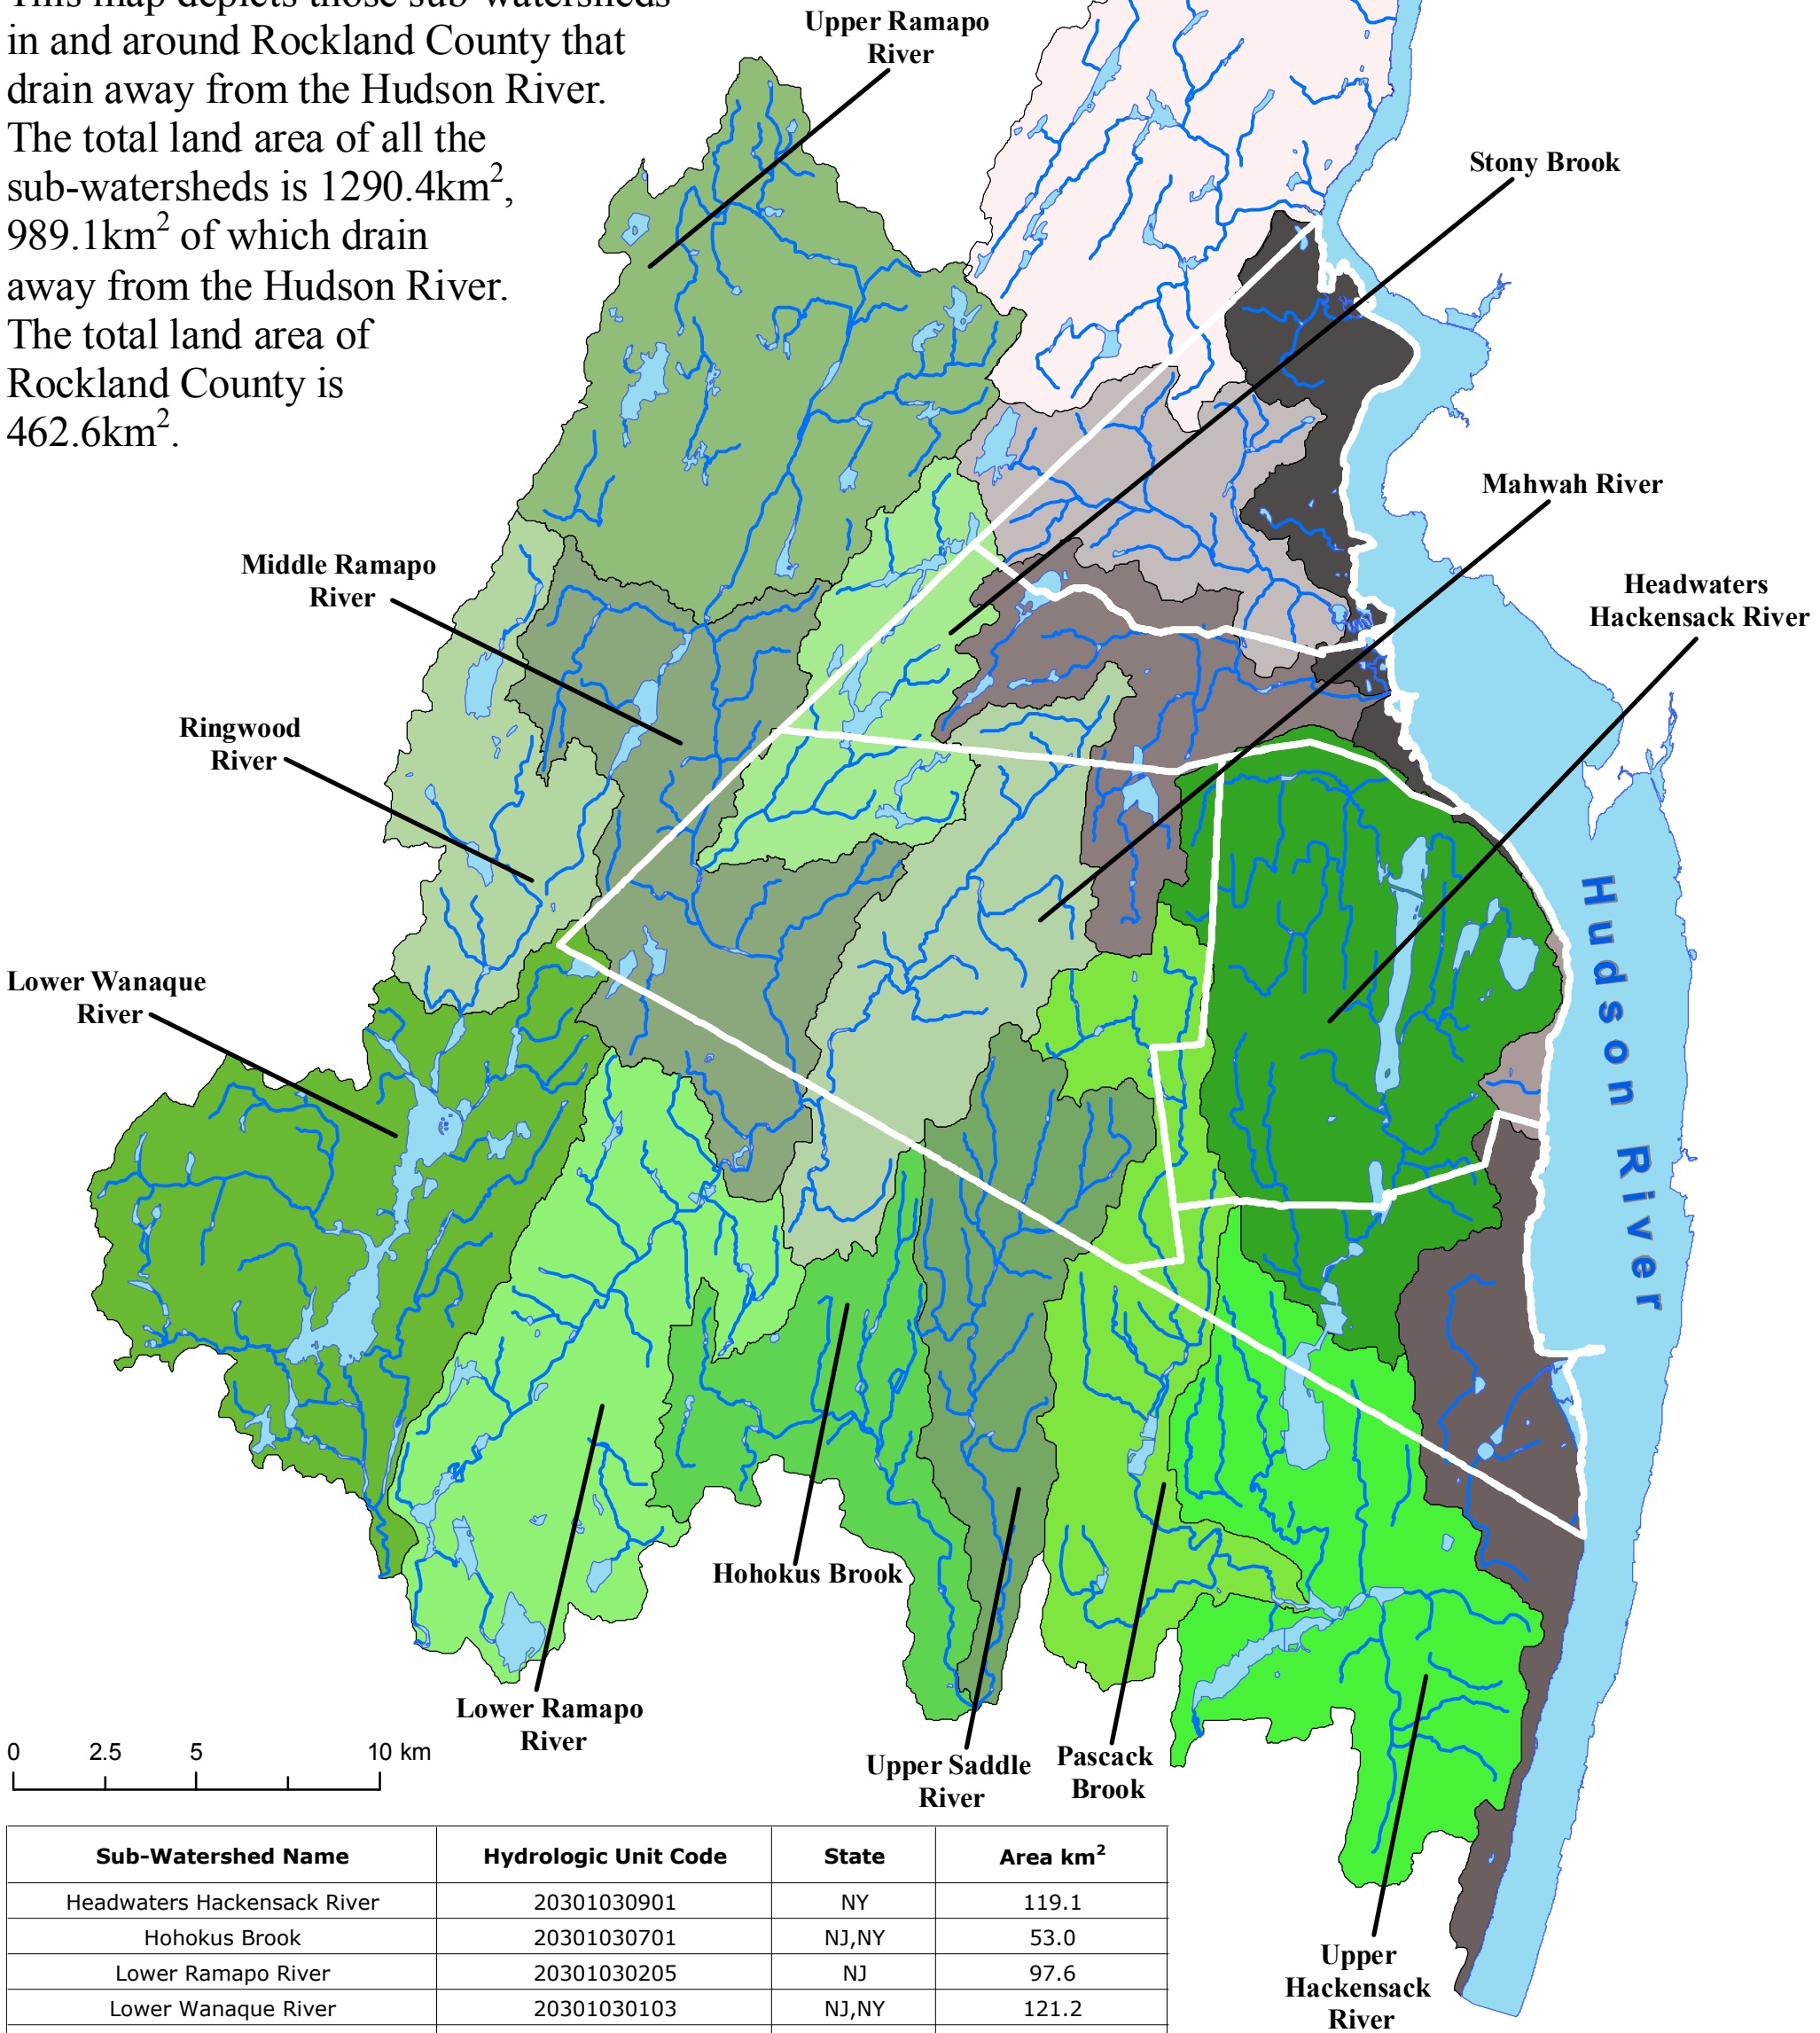 This map depicts those sub-watersheds
in and around Rockland County that
drain away from the Hudson River.
The total land area of all the
sub-watersheds is 1290.4km²,
989.1km² of which drain
away from the Hudson River.
The total land area of
Rockland County is
462.6km².
Upper Ramapo
River
Stony Brook
Mahwah River
Headwaters
Hackensack River
Middle Ramapo
River
Ringwood
River
Lower Wanaque
River
Hudson River
Hohokus Brook
Lower Ramapo
River
Upper Saddle
River
Pascack
Brook
Upper
Hackensack
River
0 2.5 5 10 km
Sub-Watershed Name Hydrologic Unit Code State Area km²
Headwaters Hackensack River 20301030901 NY 119.1
Hohokus Brook 20301030701 NJ,NY 53.0
Lower Ramapo River 20301030205 NJ 97.6
Lower Wanaque River 20301030103 NJ,NY 121.2